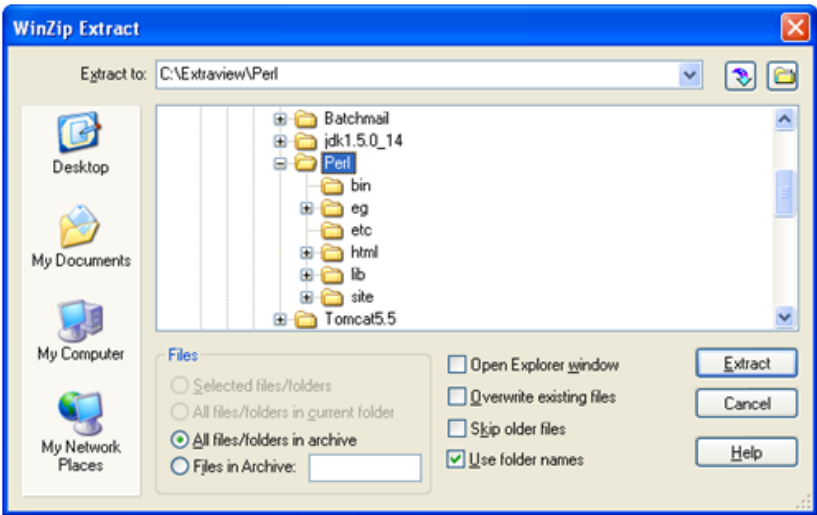 WinZip Extract
Extract to: C:\Extraview\Perl
Desktop
My Documents
My Computer
My Network
Places
Batchmail
jdk1.5.0_14
Perl
bin
eg
etc
html
lib
site
Tomcat5.5
Files
Selected files/folders
All files/folders in current folder
All files/folders in archive
Files in Archive:
Open Explorer window
Overwrite existing files
Skip older files
Use folder names
Extract
Cancel
Help